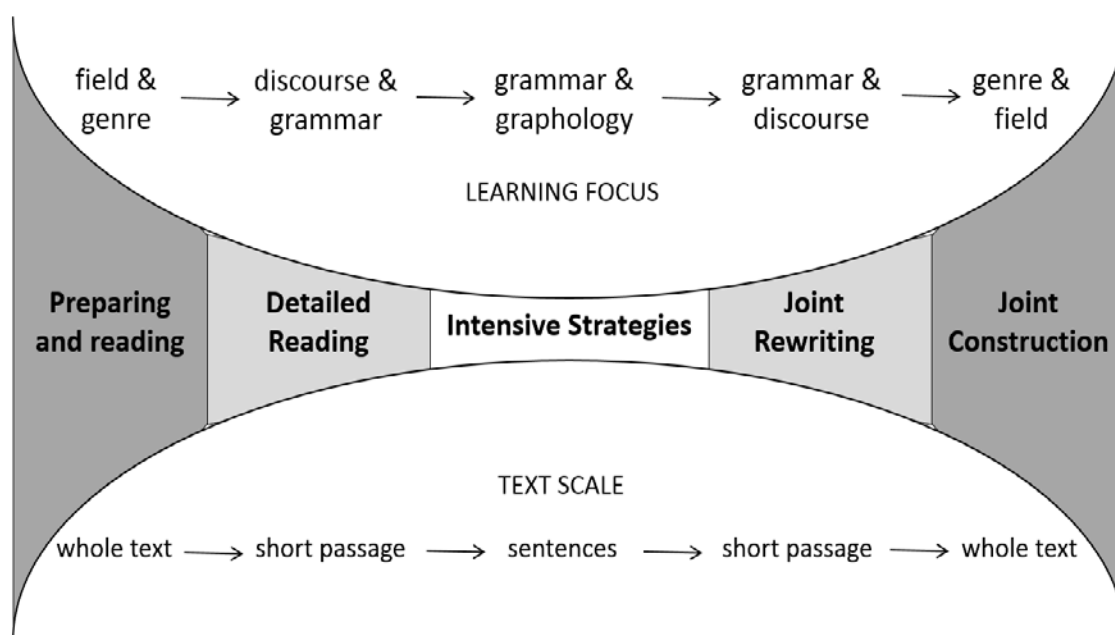 field &
genre
discourse &
grammar
grammar &
graphology
grammar &
discourse
genre &
field
LEARNING FOCUS
Preparing
and reading
Detailed
Reading
Intensive Strategies
Joint
Rewriting
Joint
Construction
TEXT SCALE
whole text
short passage
sentences
short passage
whole text